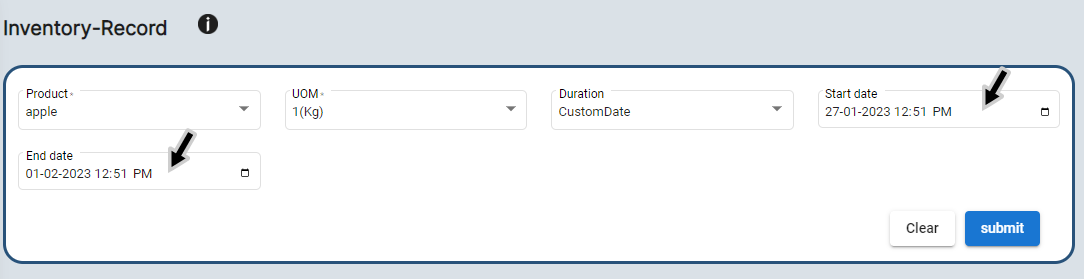 Inventory-Record i
Product *
apple
UOM *
1(Kg)
Duration
CustomDate
Start date
27-01-2023 12:51 PM
End date
01-02-2023 12:51 PM
Clear
submit